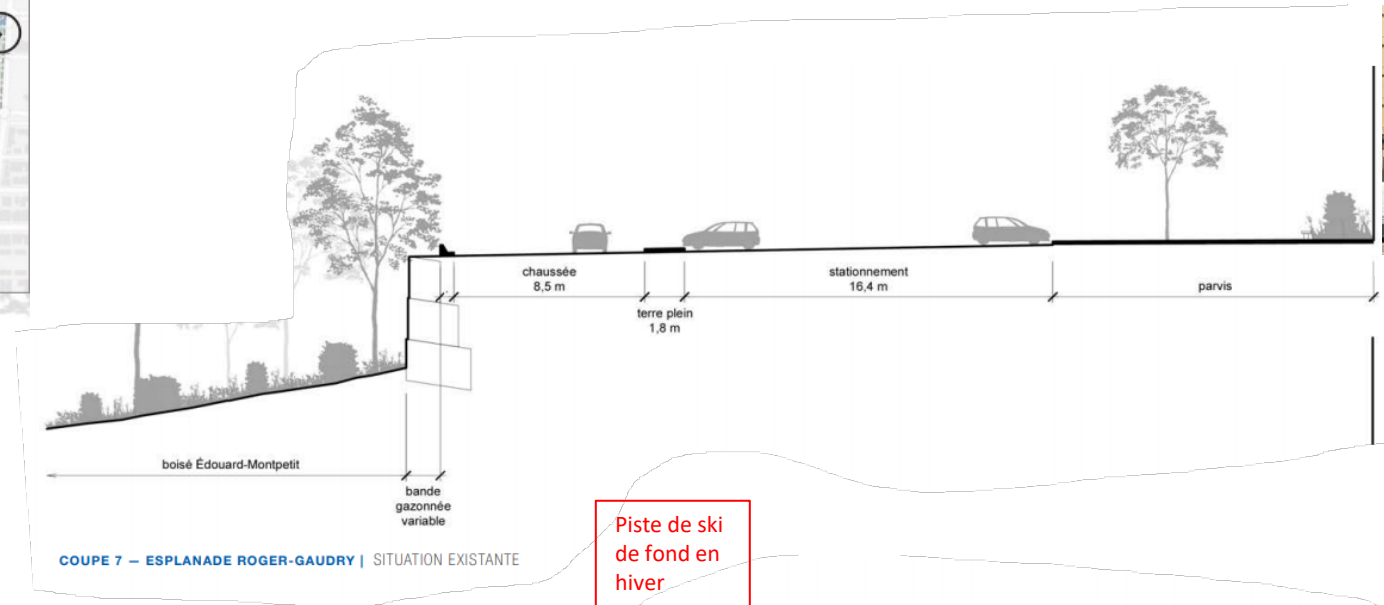 chaussée
8,5 m
terre plein
1,8 m
stationnement
16,4 m
parvis
boisé Édouard-Montpetit
bande
gazonnée
variable
COUPE 7 — ESPLANADE ROGER-GAUDRY | SITUATION EXISTANTE
Piste de ski
de fond en
hiver